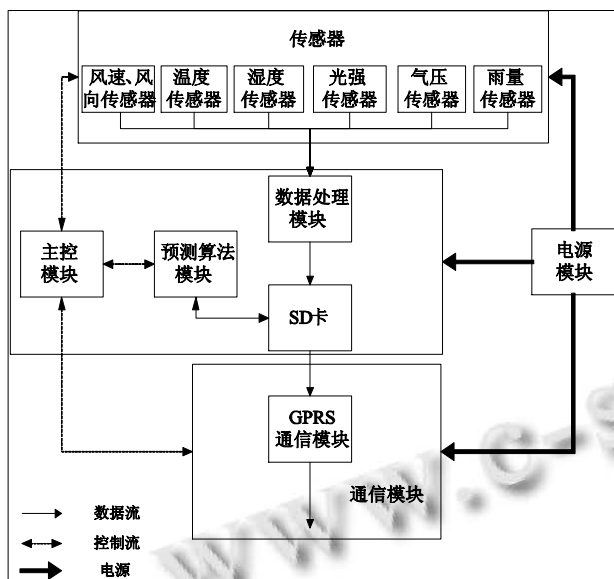 传感器
风速、风
向传感器
温度
传感器
湿度
传感器
光强
传感器
气压
传感器
雨量
传感器
数据处理
模块
主控
模块
预测算法
模块
电源
模块
SD卡
GPRS
通信模块
通信模块
数据流
控制流
电源
www.c-s